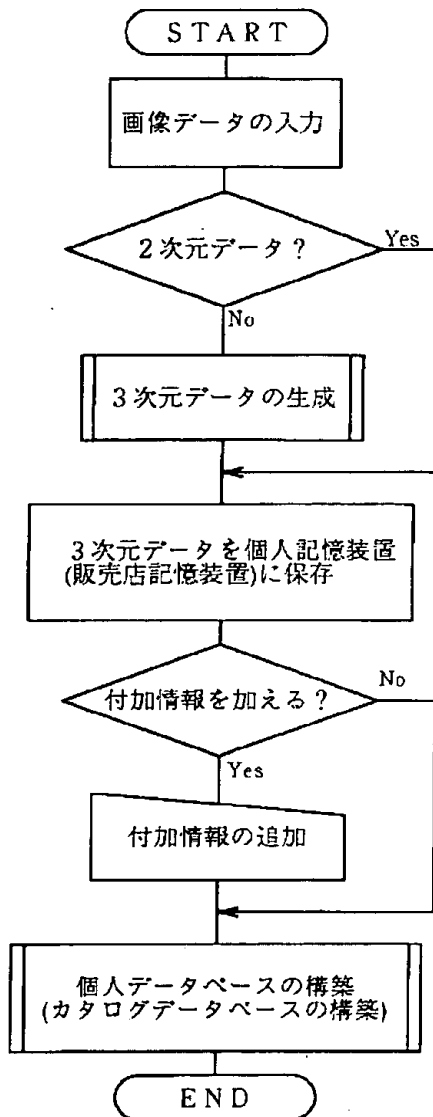 START
画像データの入力
2次元データ?
Yes
No
3次元データの生成
3次元データを個人記憶装置
(販売店記憶装置)に保存
付加情報を加える?
No
Yes
付加情報の追加
個人データベースの構築
(カタログデータベースの構築)
END